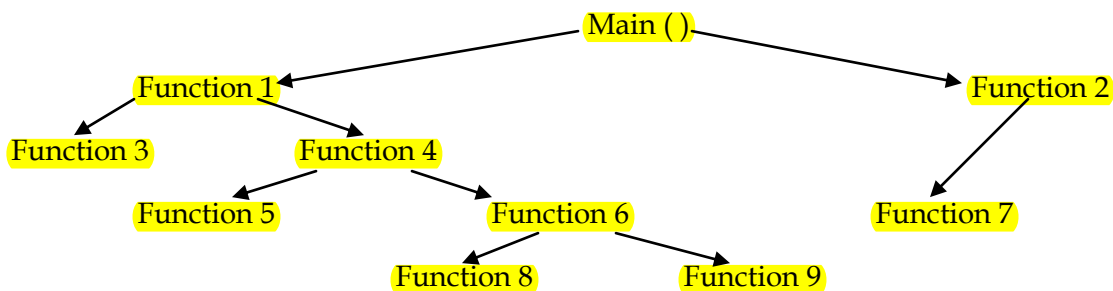 Main ( )
Function 1
Function 2
Function 3
Function 4
Function 5
Function 6
Function 7
Function 8
Function 9